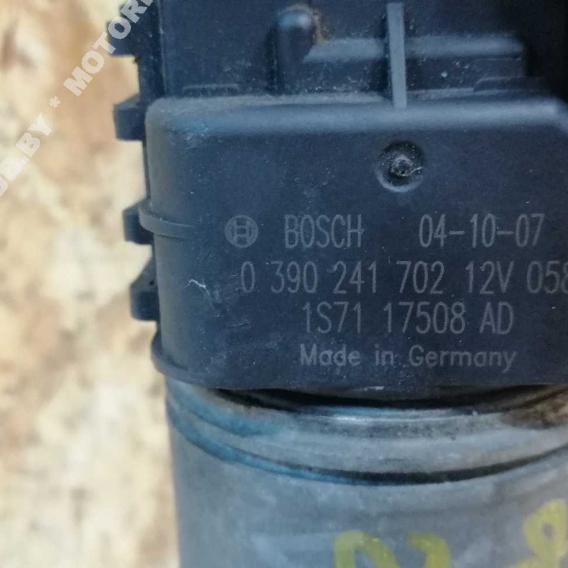 BOSCH 04-10-07
0 390 241 702 12V 058
1S71 17508 AD
Made in Germany